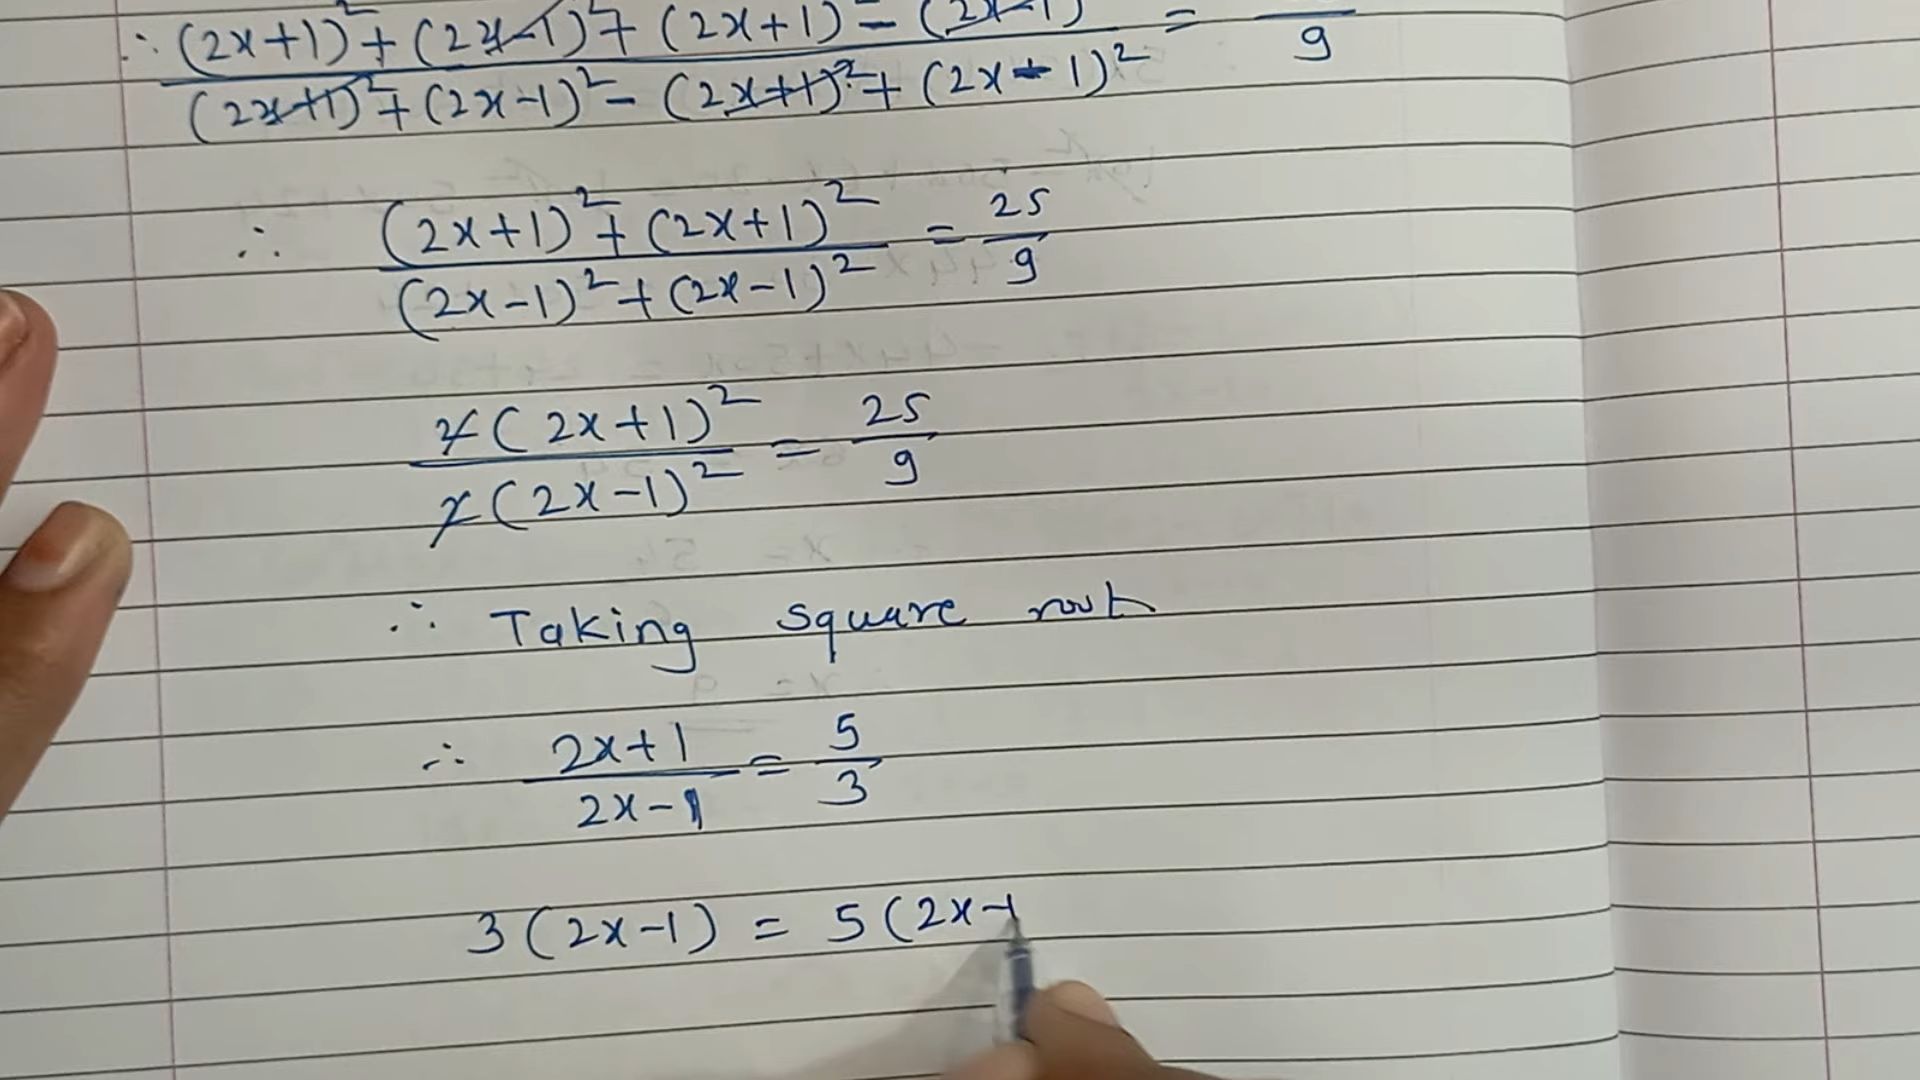 ∴ (2x+1)² + (2x-1)² + (2x+1)² - (2x-1)² / (2x+1)² + (2x-1)² - (2x+1)² + (2x-1)² = / 9
∴ (2x+1)² + (2x+1)² / (2x-1)² + (2x-1)² = 25 / 9
2(2x+1)² / 2(2x-1)² = 25 / 9
∴ Taking square root
∴ 2x+1 / 2x-1 = 5 / 3
3(2x-1) = 5(2x-1